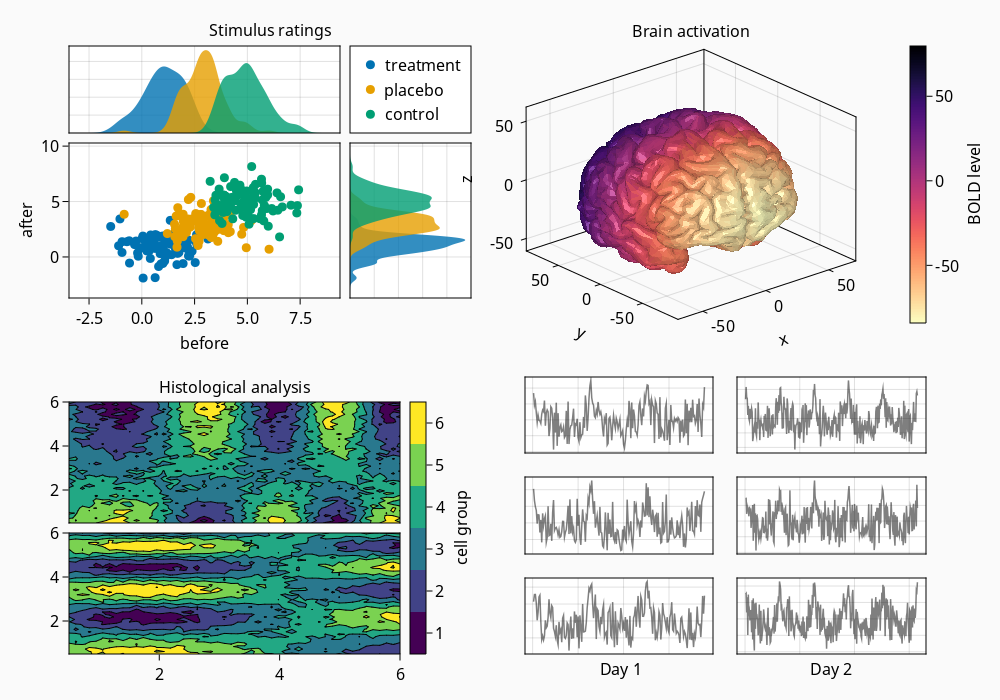 Stimulus ratings
treatment
placebo
control
10
5
0
after
-2.5 0.0 2.5 5.0 7.5
before
Brain activation
50
0
-50
z
50
0
-50
y
-50
0
50
x
50
0
-50
BOLD level
Histological analysis
6
4
2
6
4
2
2 4 6
6
5
4
3
2
1
cell group
Day 1
Day 2